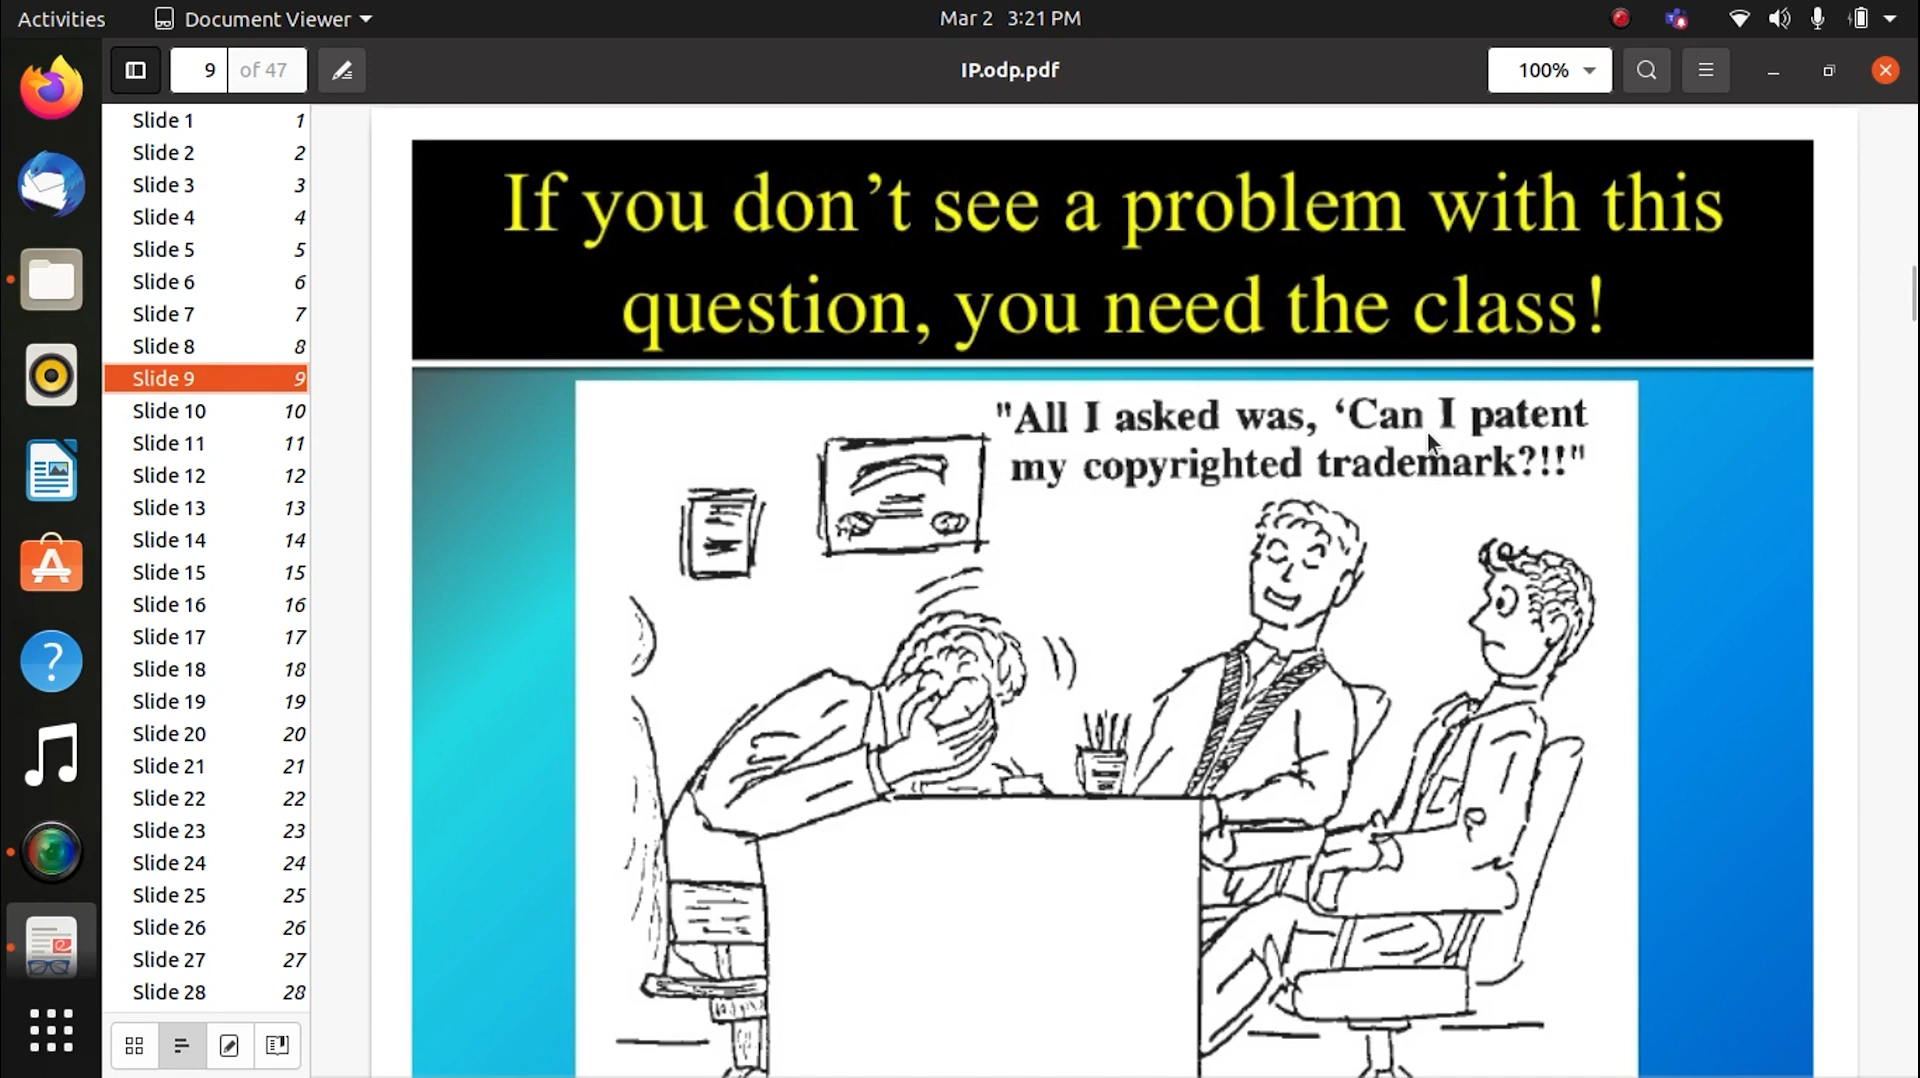 Activities
Document Viewer
Mar 2 3:21 PM
9 of 47
IP.odp.pdf
100%
Slide 1 1
Slide 2 2
Slide 3 3
Slide 4 4
Slide 5 5
Slide 6 6
Slide 7 7
Slide 8 8
Slide 9 9
Slide 10 10
Slide 11 11
Slide 12 12
Slide 13 13
Slide 14 14
Slide 15 15
Slide 16 16
Slide 17 17
Slide 18 18
Slide 19 19
Slide 20 20
Slide 21 21
Slide 22 22
Slide 23 23
Slide 24 24
Slide 25 25
Slide 26 26
Slide 27 27
Slide 28 28
If you don’t see a problem with this
question, you need the class!
"All I asked was, ‘Can I patent
my copyrighted trademark?!!"